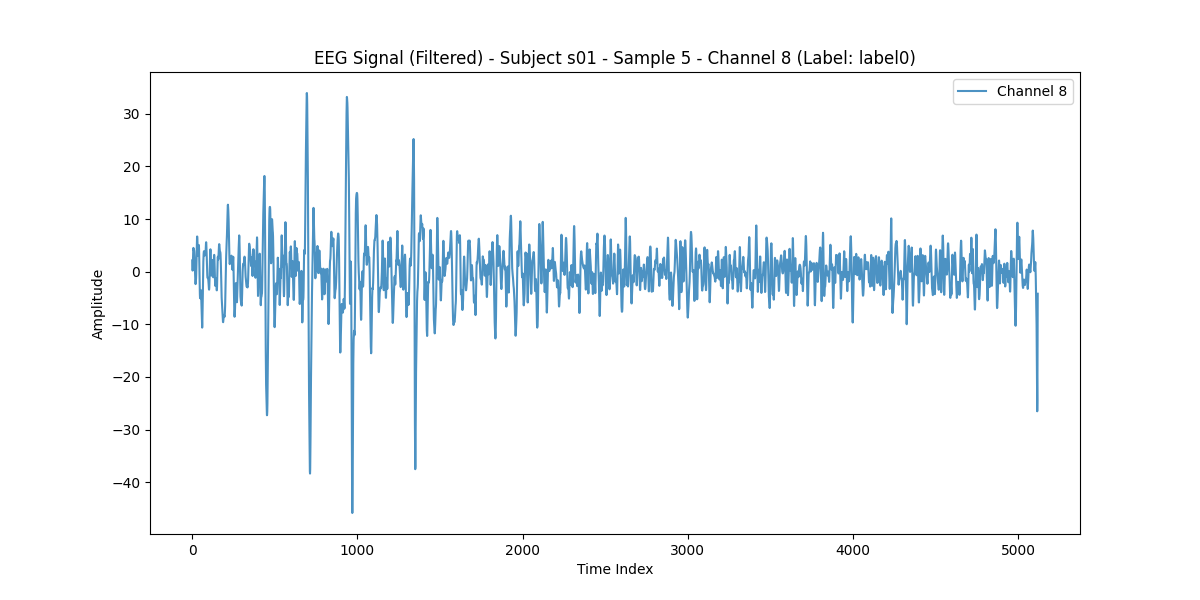 EEG Signal (Filtered) - Subject s01 - Sample 5 - Channel 8 (Label: label0)
Channel 8
30
20
10
0
−10
−20
−30
−40
Amplitude
0 1000 2000 3000 4000 5000
Time Index